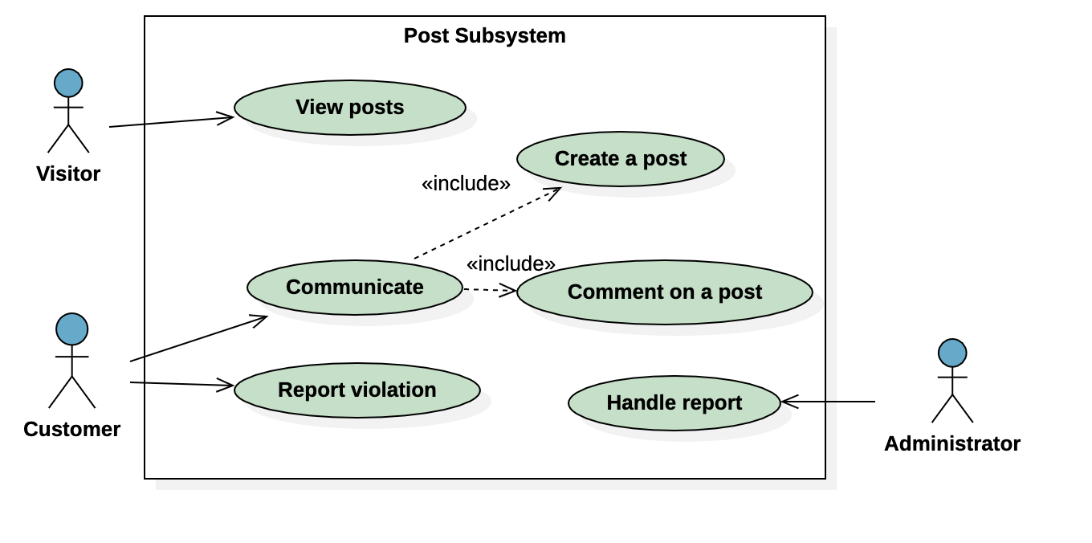 Post Subsystem
View posts
Visitor
Create a post
«include»
«include»
Communicate
Comment on a post
Report violation
Handle report
Customer
Administrator